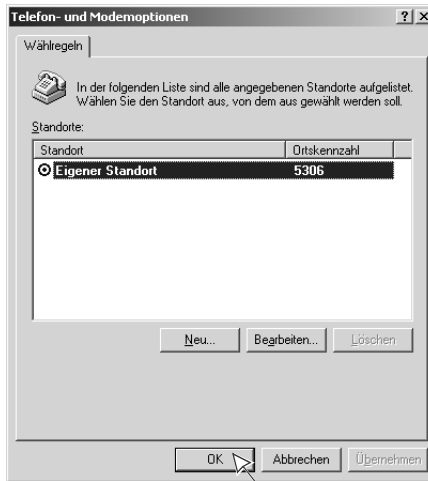 Telefon- und Modemoptionen ? ×
Wählregeln
In der folgenden Liste sind alle angegebenen Standorte aufgelistet.
Wählen Sie den Standort aus, von dem aus gewählt werden soll.
Standorte:
Standort Ortskennzahl
Eigener Standort 5306
Neu... Bearbeiten... Löschen
OK Abbrechen Übernehmen